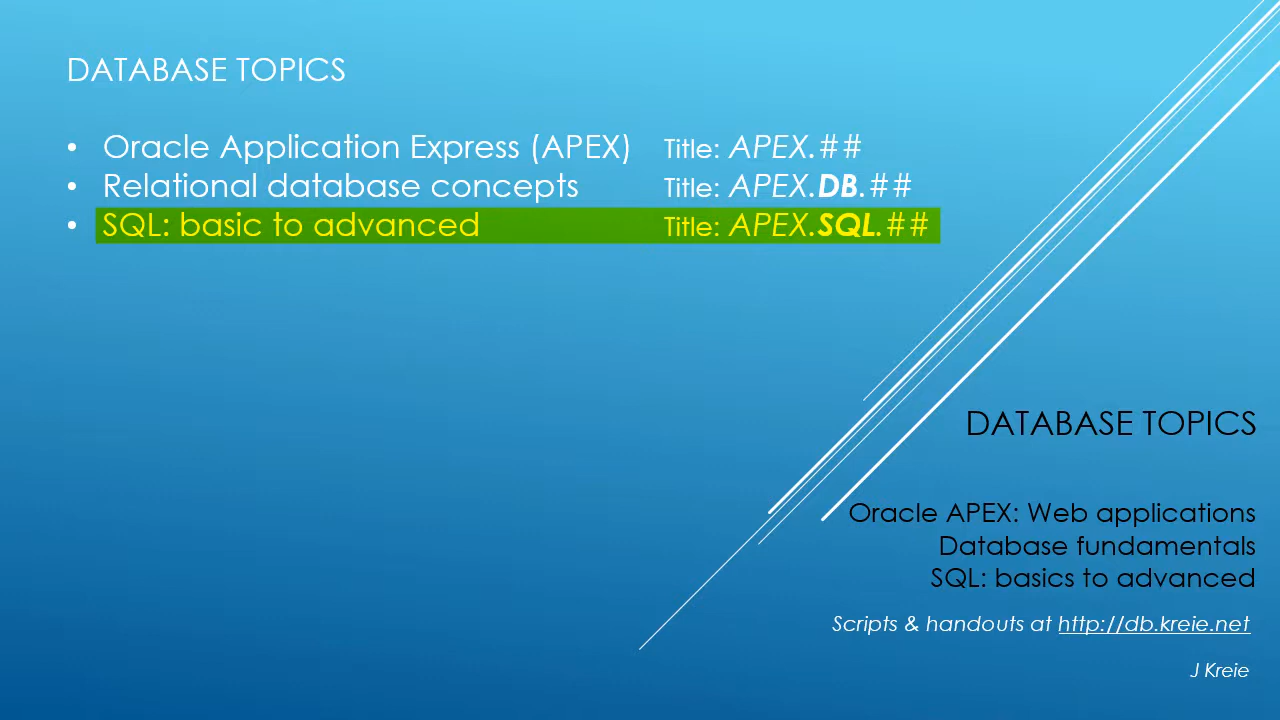 DATABASE TOPICS
• Oracle Application Express (APEX) Title: APEX.##
• Relational database concepts Title: APEX.DB.##
• SQL: basic to advanced Title: APEX.SQL.##
DATABASE TOPICS
Oracle APEX: Web applications
Database fundamentals
SQL: basics to advanced
Scripts & handouts at http://db.kreie.net
J Kreie